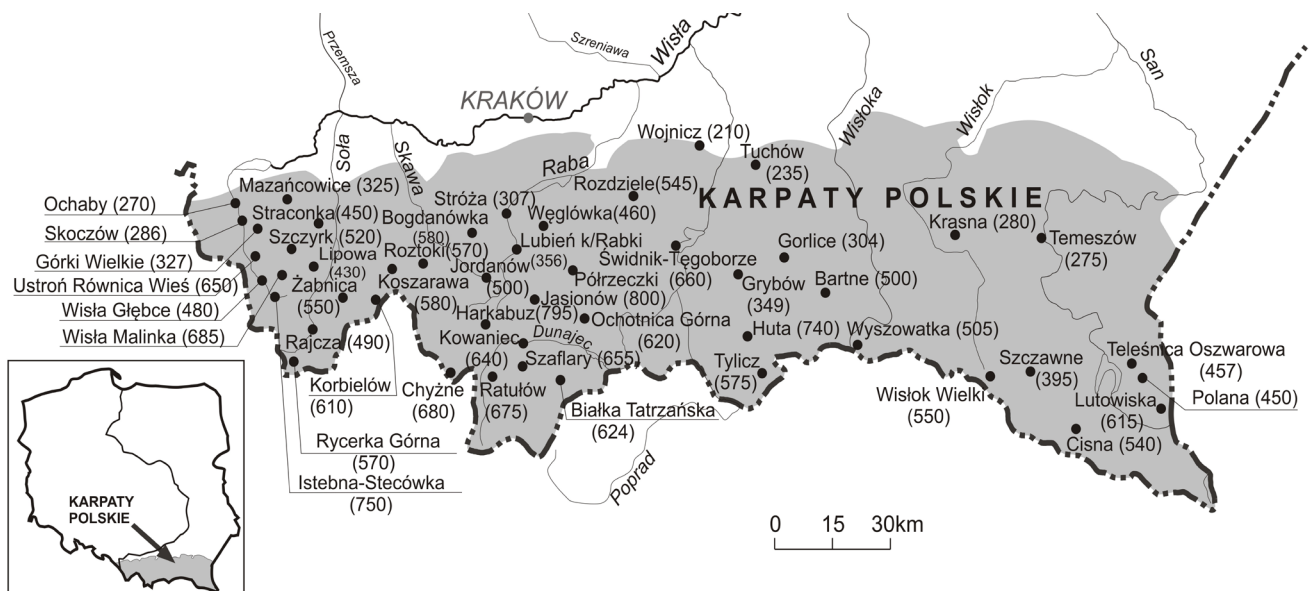 Przemsza
Szreniawa
Wisła
San
KRAKÓW
Wisłoka
Wisłok
Soła
Skawa
Raba
Wojnicz (210)
Tuchów
(235)
Mazańcowice (325)
Rozdziele(545)
KARPATY POLSKIE
Ochaby (270)
Stróża (307)
Straconka(450)
Bogdanówka
(580)
Węglówka(460)
Krasna (280)
Skoczów (286)
Szczyrk (520)
Roztoki(570)
Lubień k/Rabki
(356)
Gorlice (304)
Temeszów
(275)
Górki Wielkie (327)
Lipowa
(430)
Jordanów
(500)
Świdnik-Tęgoborze
(660)
Półrzeczki
Ustroń Równica Wieś (650)
Żabnica
(550)
Koszarawa
(580)
Jasionów (800)
Grybów
(349)
Bartne (500)
Wisła Głębce (480)
Harkabuz(795)
Ochotnica Górna
(620)
Wisła Malinka (685)
Rajcza (490)
Kowaniec
(640)
Dunajec
Huta (740)
Wyszowatka (505)
Szaflary (655)
Tylicz
(575)
Szczawne
(395)
Teleśnica Oszwarowa
(457)
Korbielów
(610)
Chyżne
(680)
Ratułów
(675)
Białka Tatrzańska
(624)
Wisłok Wielki
(550)
Lutowiska
(615)
Polana (450)
Rycerka Górna
(570)
Cisna (540)
Istebna-Stecówka
(750)
Poprad
KARPATY
POLSKIE
0 15 30km